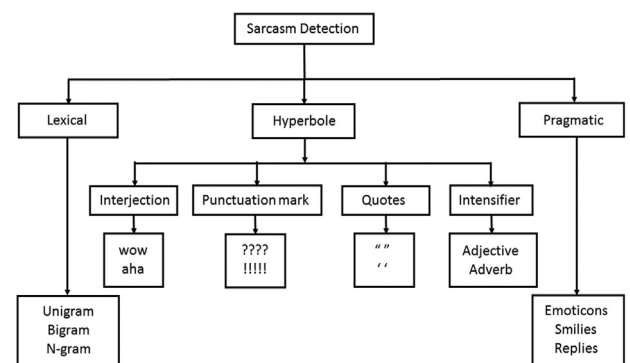 Sarcasm Detection
Lexical
Hyperbole
Pragmatic
Interjection
Punctuation mark
Quotes
Intensifier
wow
aha
????
!!!!!
“ ”
‘ ‘
Adjective
Adverb
Unigram
Bigram
N-gram
Emoticons
Smilies
Replies